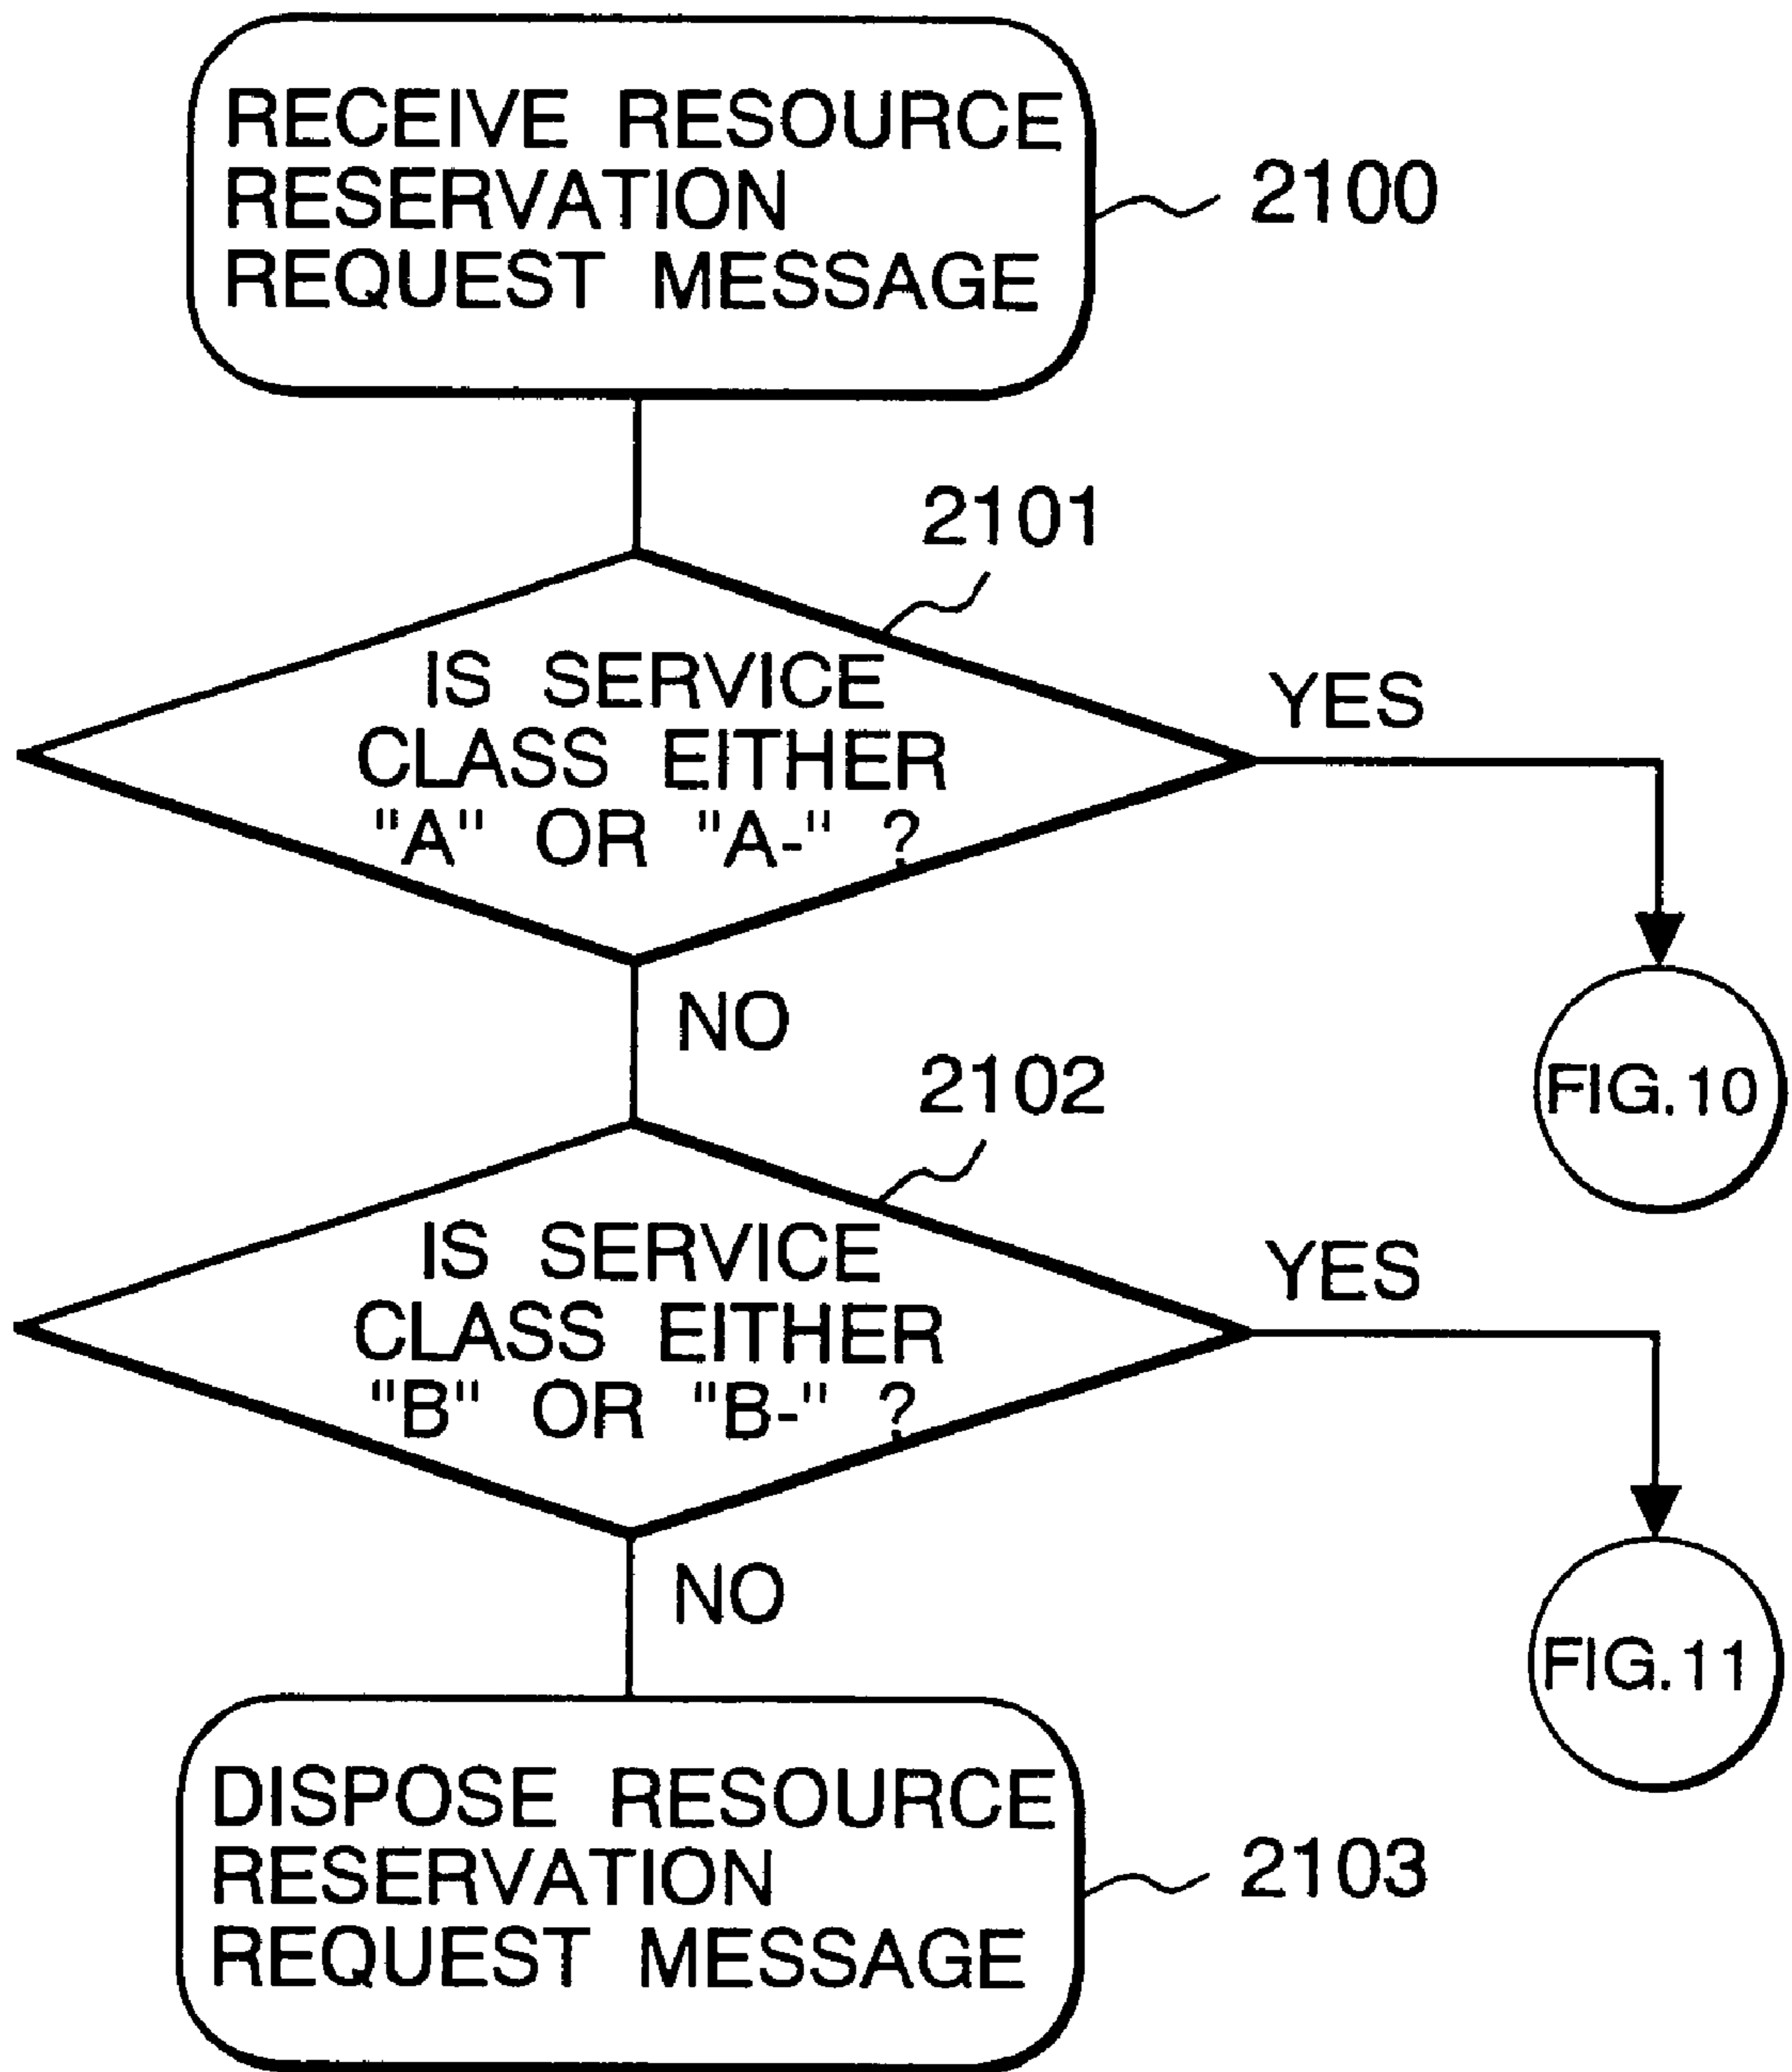 RECEIVE RESOURCE
RESERVATION
REQUEST MESSAGE
2100
2101
IS SERVICE
CLASS EITHER
"A" OR "A-" ?
YES
NO
FIG.10
2102
IS SERVICE
CLASS EITHER
"B" OR "B-" ?
YES
NO
FIG.11
DISPOSE RESOURCE
RESERVATION
REQUEST MESSAGE
2103